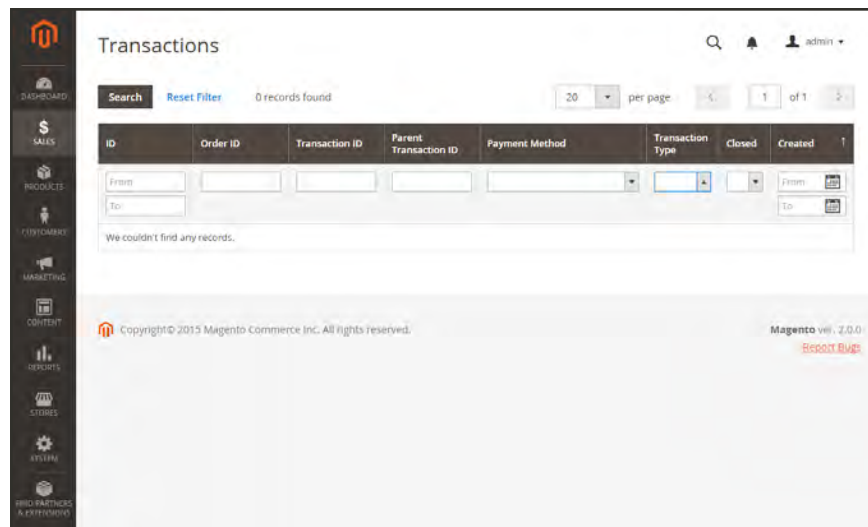 Transactions
admin
DASHBOARD
Search Reset Filter 0 records found 20 per page 1 of 1
SALES
ID Order ID Transaction ID Parent Transaction ID Payment Method Transaction Type Closed Created
PRODUCTS
From From
To To
CUSTOMERS
We couldn't find any records.
MARKETING
CONTENT
Copyright© 2015 Magento Commerce Inc. All rights reserved.
Magento ver. 2.0.0
Report Bugs
REPORTS
STORES
SYSTEM
FIND PARTNERS
& EXTENSIONS